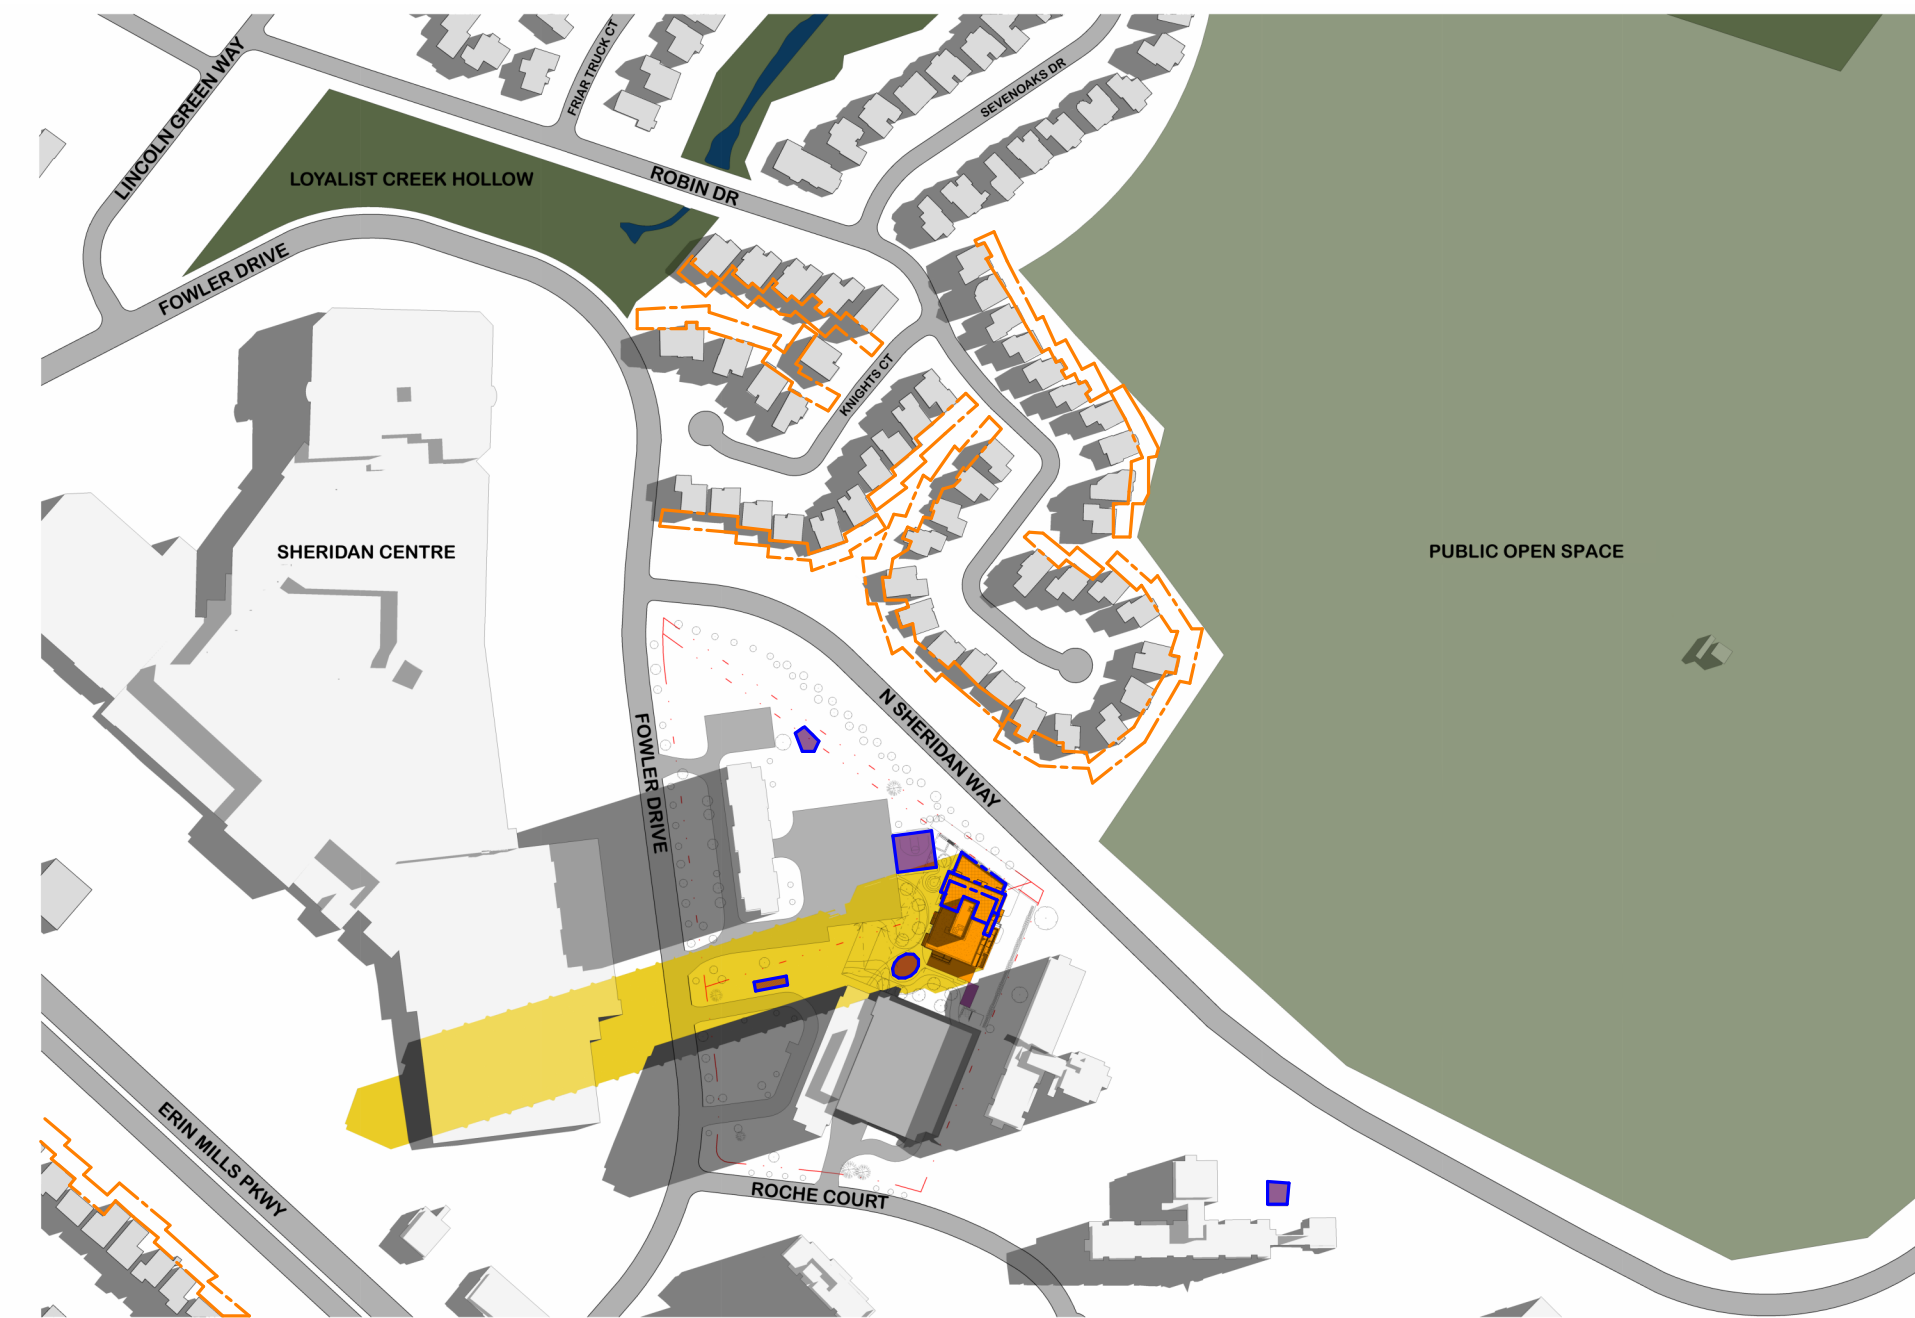 LINCOLN GREEN WAY
FRIAR TRUCK CT
SEVENOAKS DR
LOYALIST CREEK HOLLOW
ROBIN DR
FOWLER DRIVE
KNIGHTS CT
SHERIDAN CENTRE
PUBLIC OPEN SPACE
N SHERIDAN WAY
FOWLER DRIVE
ERIN MILLS PKWY
ROCHE COURT